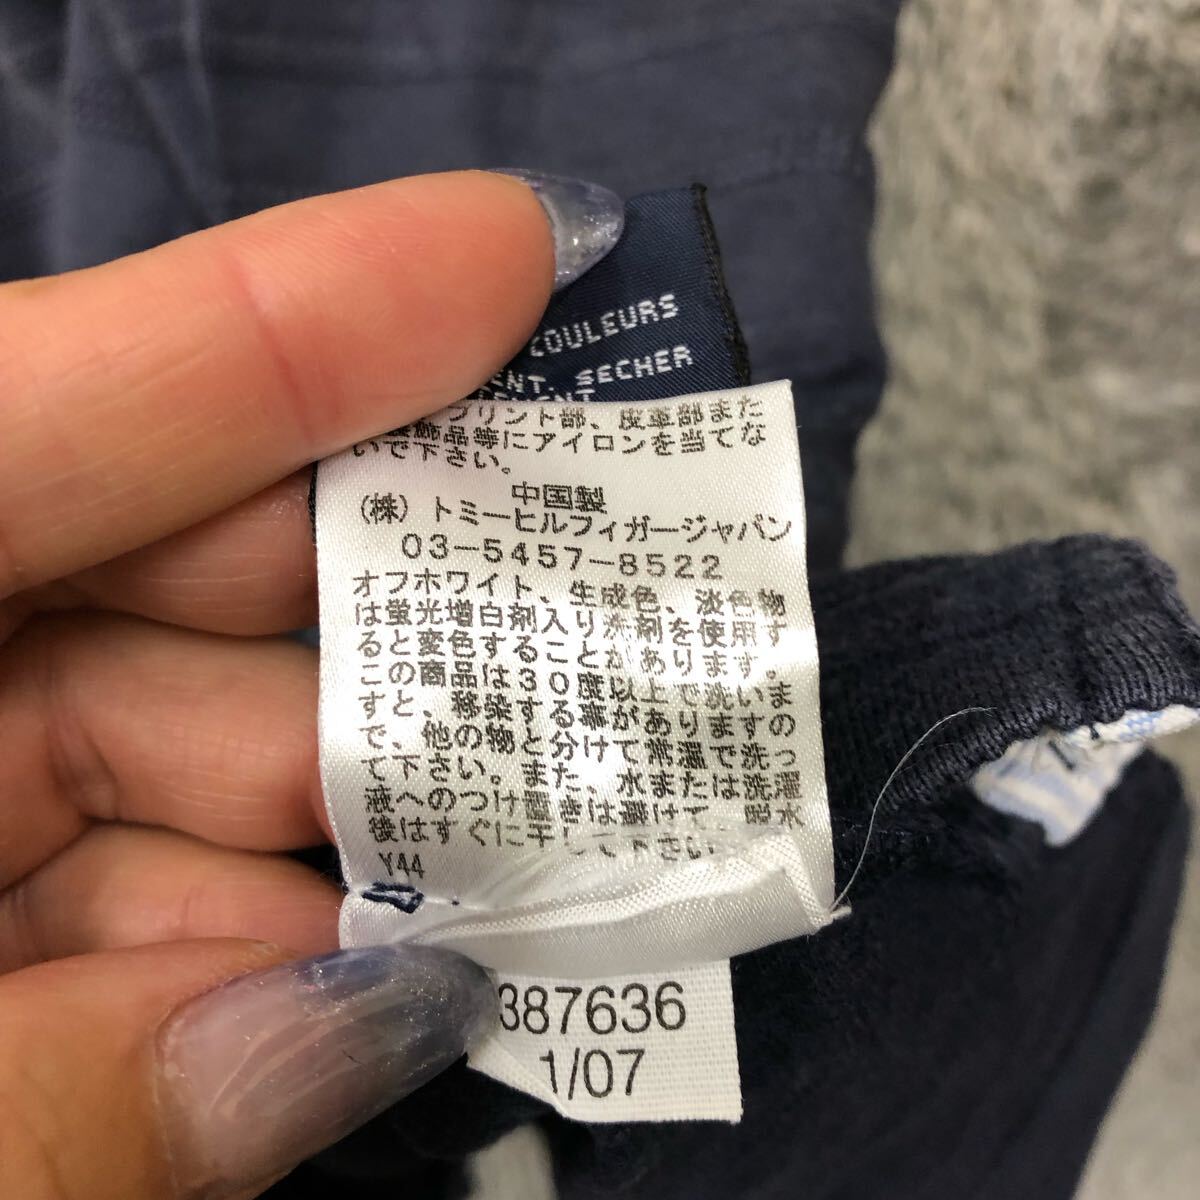 COULEURS
ENT. SECHER
プリント部、皮革部また
飾品等にアイロンを当てな
いで下さい。
中国製
(株)トミーヒルフィガージャパン
03-5457-8522
オフホワイト、生成色、淡色物
は蛍光増白剤入り洗剤を使用す
ると変色することがあります。
この商品は30度以上で洗いま
すと、移染する事がありますの
で、他の物と分けて常温で洗っ
て下さい。また、水または洗濯
液へのつけ置きは避けて、脱水
後はすぐに干して下さい
Y44
387636
1/07